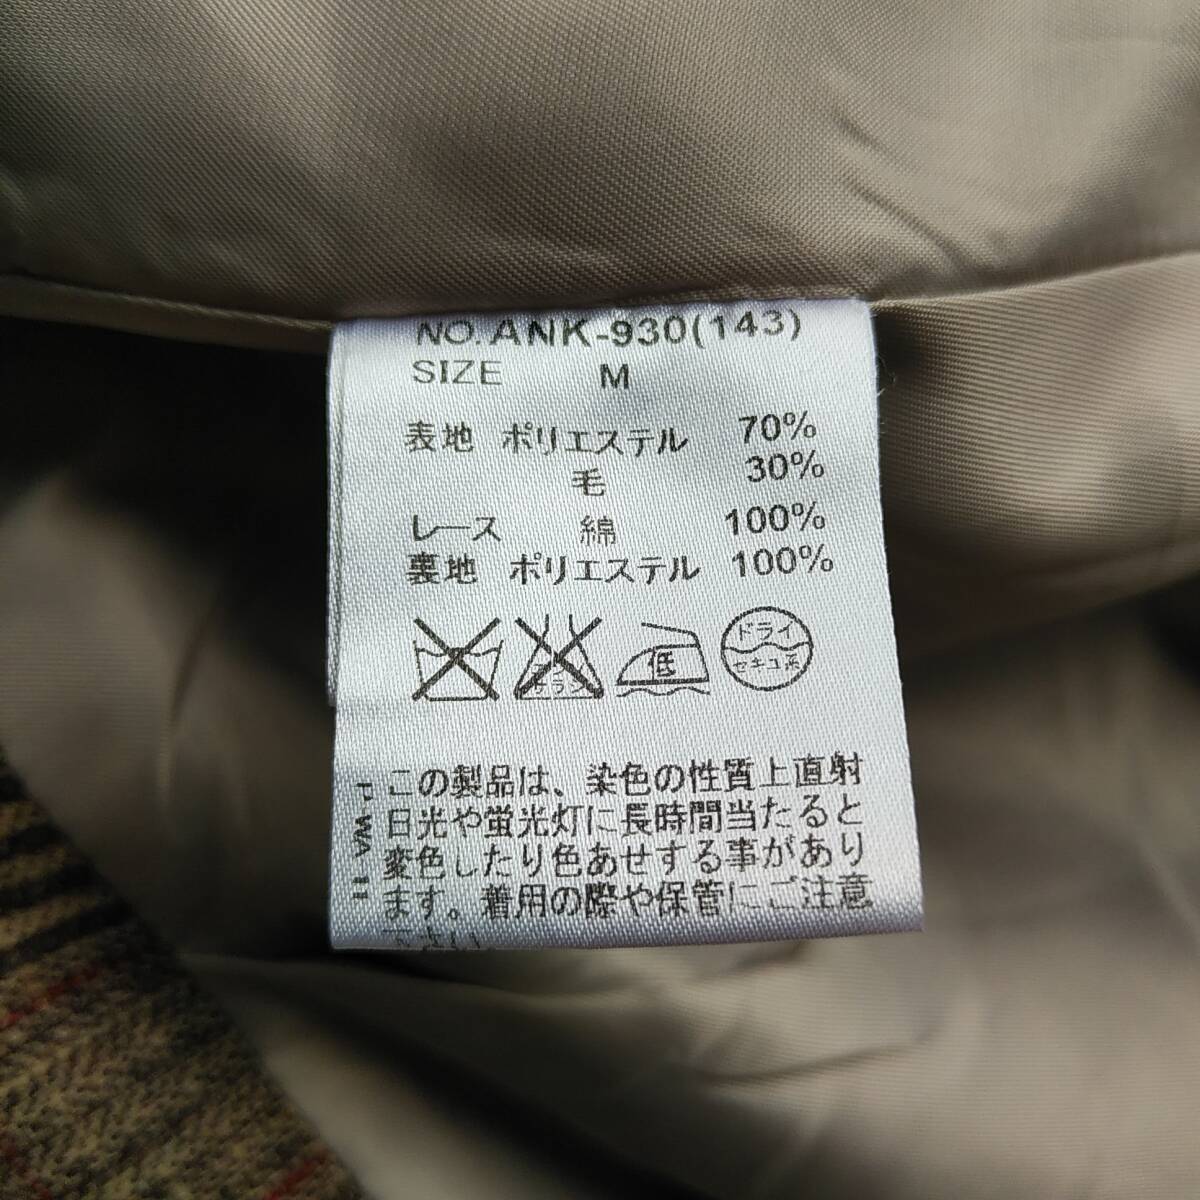 NO.ANK-930(143)
SIZE M
表地 ポリエステル 70%
毛 30%
レース 綿 100%
裏地 ポリエステル 100%
低
ドライ
セキユ系
この製品は、染色の性質上直射
日光や蛍光灯に長時間当たると
変色したり色あせする事があり
ます。着用の際や保管にご注意